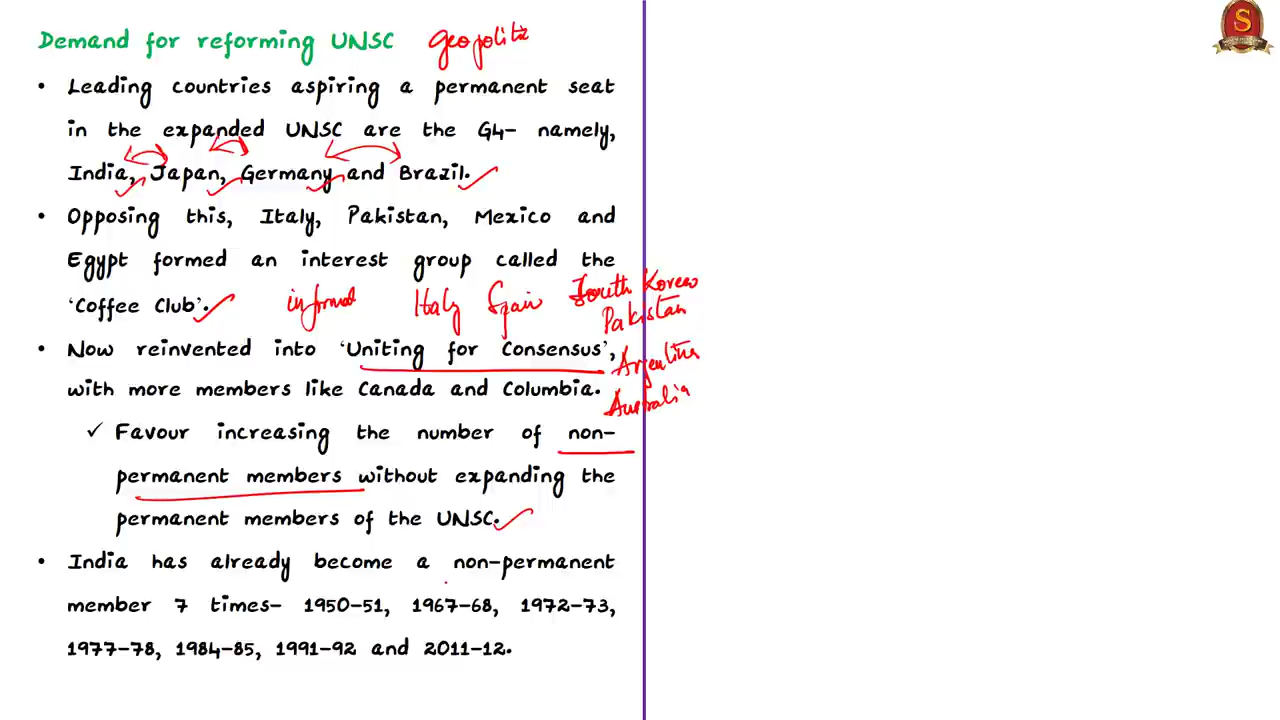 Demand for reforming UNSC geopolitz
• Leading countries aspiring a permanent seat
in the expanded UNSC are the G4- namely,
India, Japan, Germany and Brazil.
• Opposing this, Italy, Pakistan, Mexico and
Egypt formed an interest group called the
'Coffee Club'. informal Italy Spain South Korea
Pakistan
• Now reinvented into 'Uniting for Consensus',
Argentina
with more members like Canada and Columbia.
Australia
✓ Favour increasing the number of non-
permanent members without expanding the
permanent members of the UNSC.
• India has already become a non-permanent
member 7 times- 1950-51, 1967-68, 1972-73,
1977-78, 1984-85, 1991-92 and 2011-12.
S